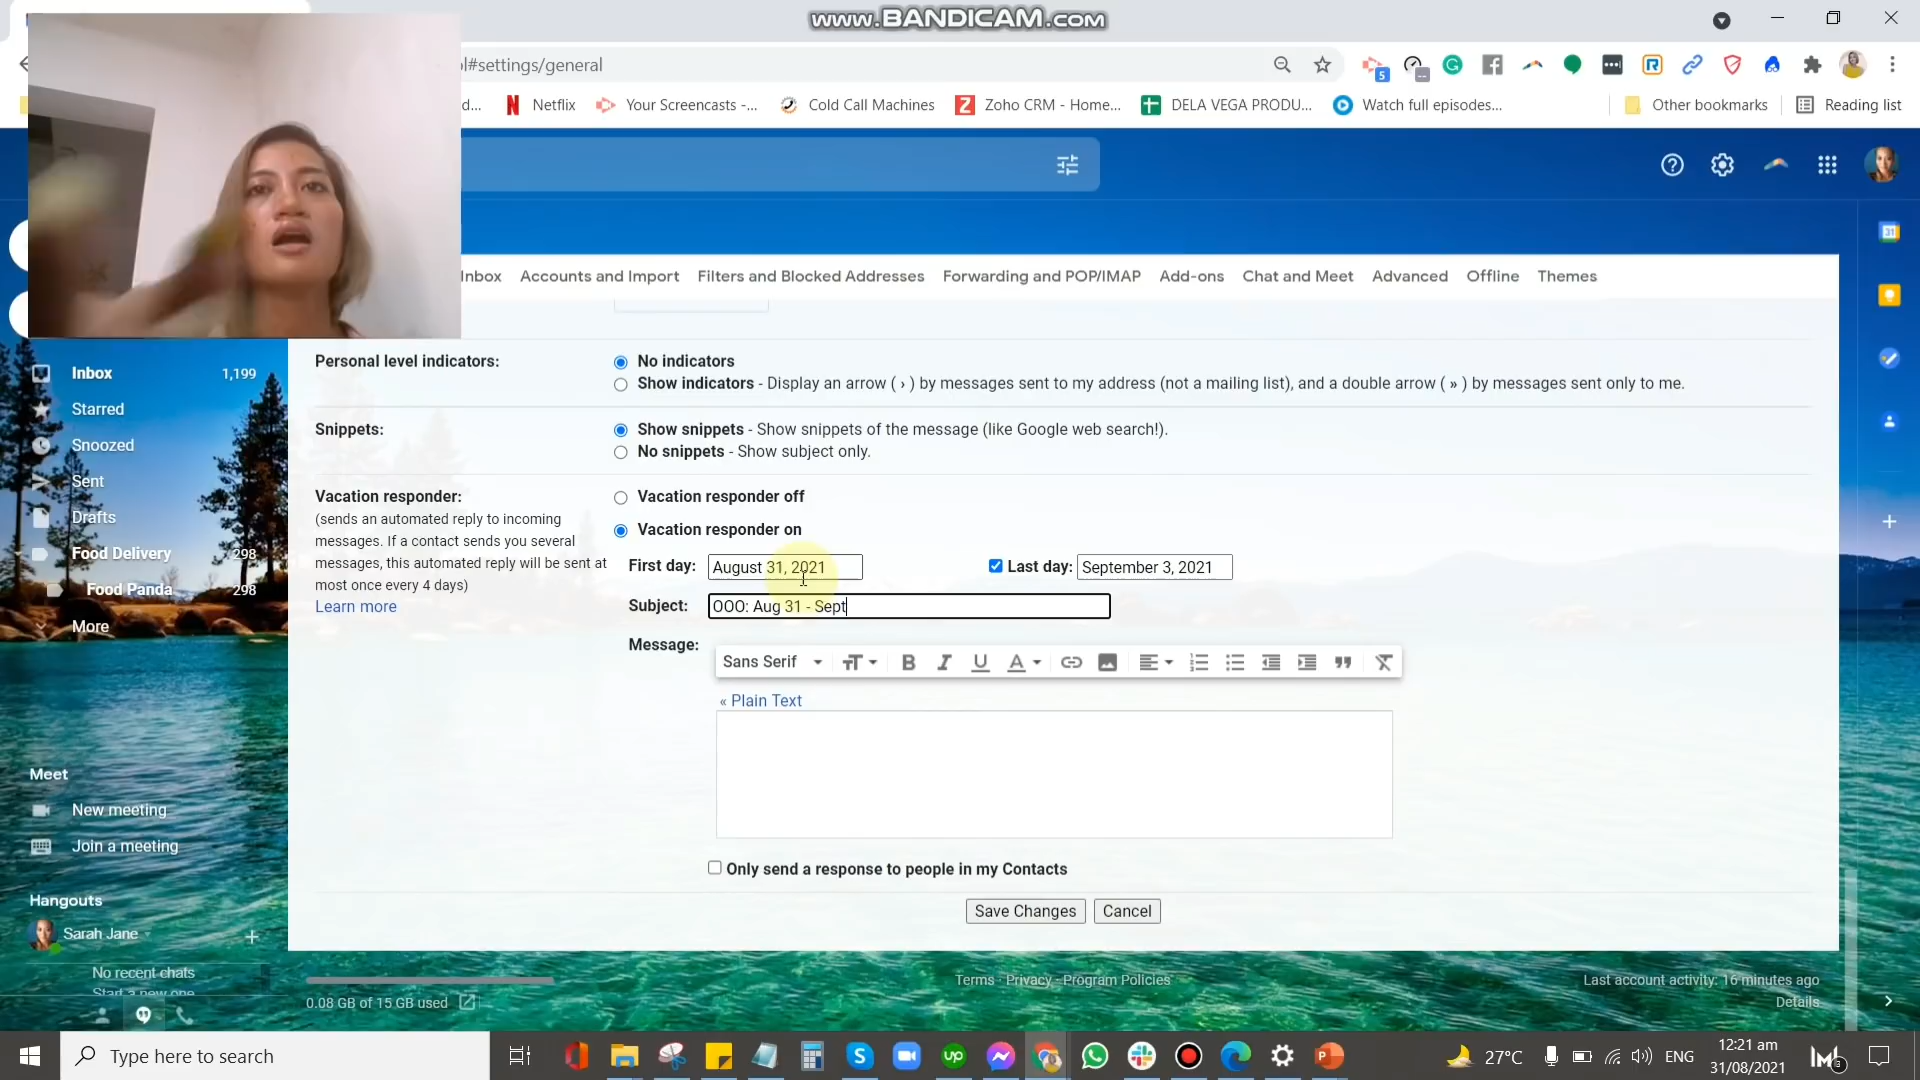 www.BANDICAM.com
l#settings/general
5
d...
Netflix
Your Screencasts -...
Cold Call Machines
Zoho CRM - Home...
DELA VEGA PRODU...
Watch full episodes...
Other bookmarks
Reading list
Inbox
Accounts and Import
Filters and Blocked Addresses
Forwarding and POP/IMAP
Add-ons
Chat and Meet
Advanced
Offline
Themes
Inbox 1,199
Starred
Snoozed
Sent
Drafts
Food Delivery 298
Food Panda 298
More
Meet
New meeting
Join a meeting
Hangouts
Sarah Jane
No recent chats
Start a new one
Personal level indicators:
No indicators
Show indicators - Display an arrow ( › ) by messages sent to my address (not a mailing list), and a double arrow ( » ) by messages sent only to me.
Snippets:
Show snippets - Show snippets of the message (like Google web search!).
No snippets - Show subject only.
Vacation responder:
(sends an automated reply to incoming
messages. If a contact sends you several
messages, this automated reply will be sent at
most once every 4 days)
Learn more
Vacation responder off
Vacation responder on
First day: August 31, 2021
Last day: September 3, 2021
Subject: OOO: Aug 31 - Sept
Message:
Sans Serif
« Plain Text
Only send a response to people in my Contacts
Save Changes
Cancel
0.08 GB of 15 GB used
Terms · Privacy · Program Policies
Last account activity: 16 minutes ago
Details
Type here to search
27°C
ENG
12:21 am
31/08/2021
3